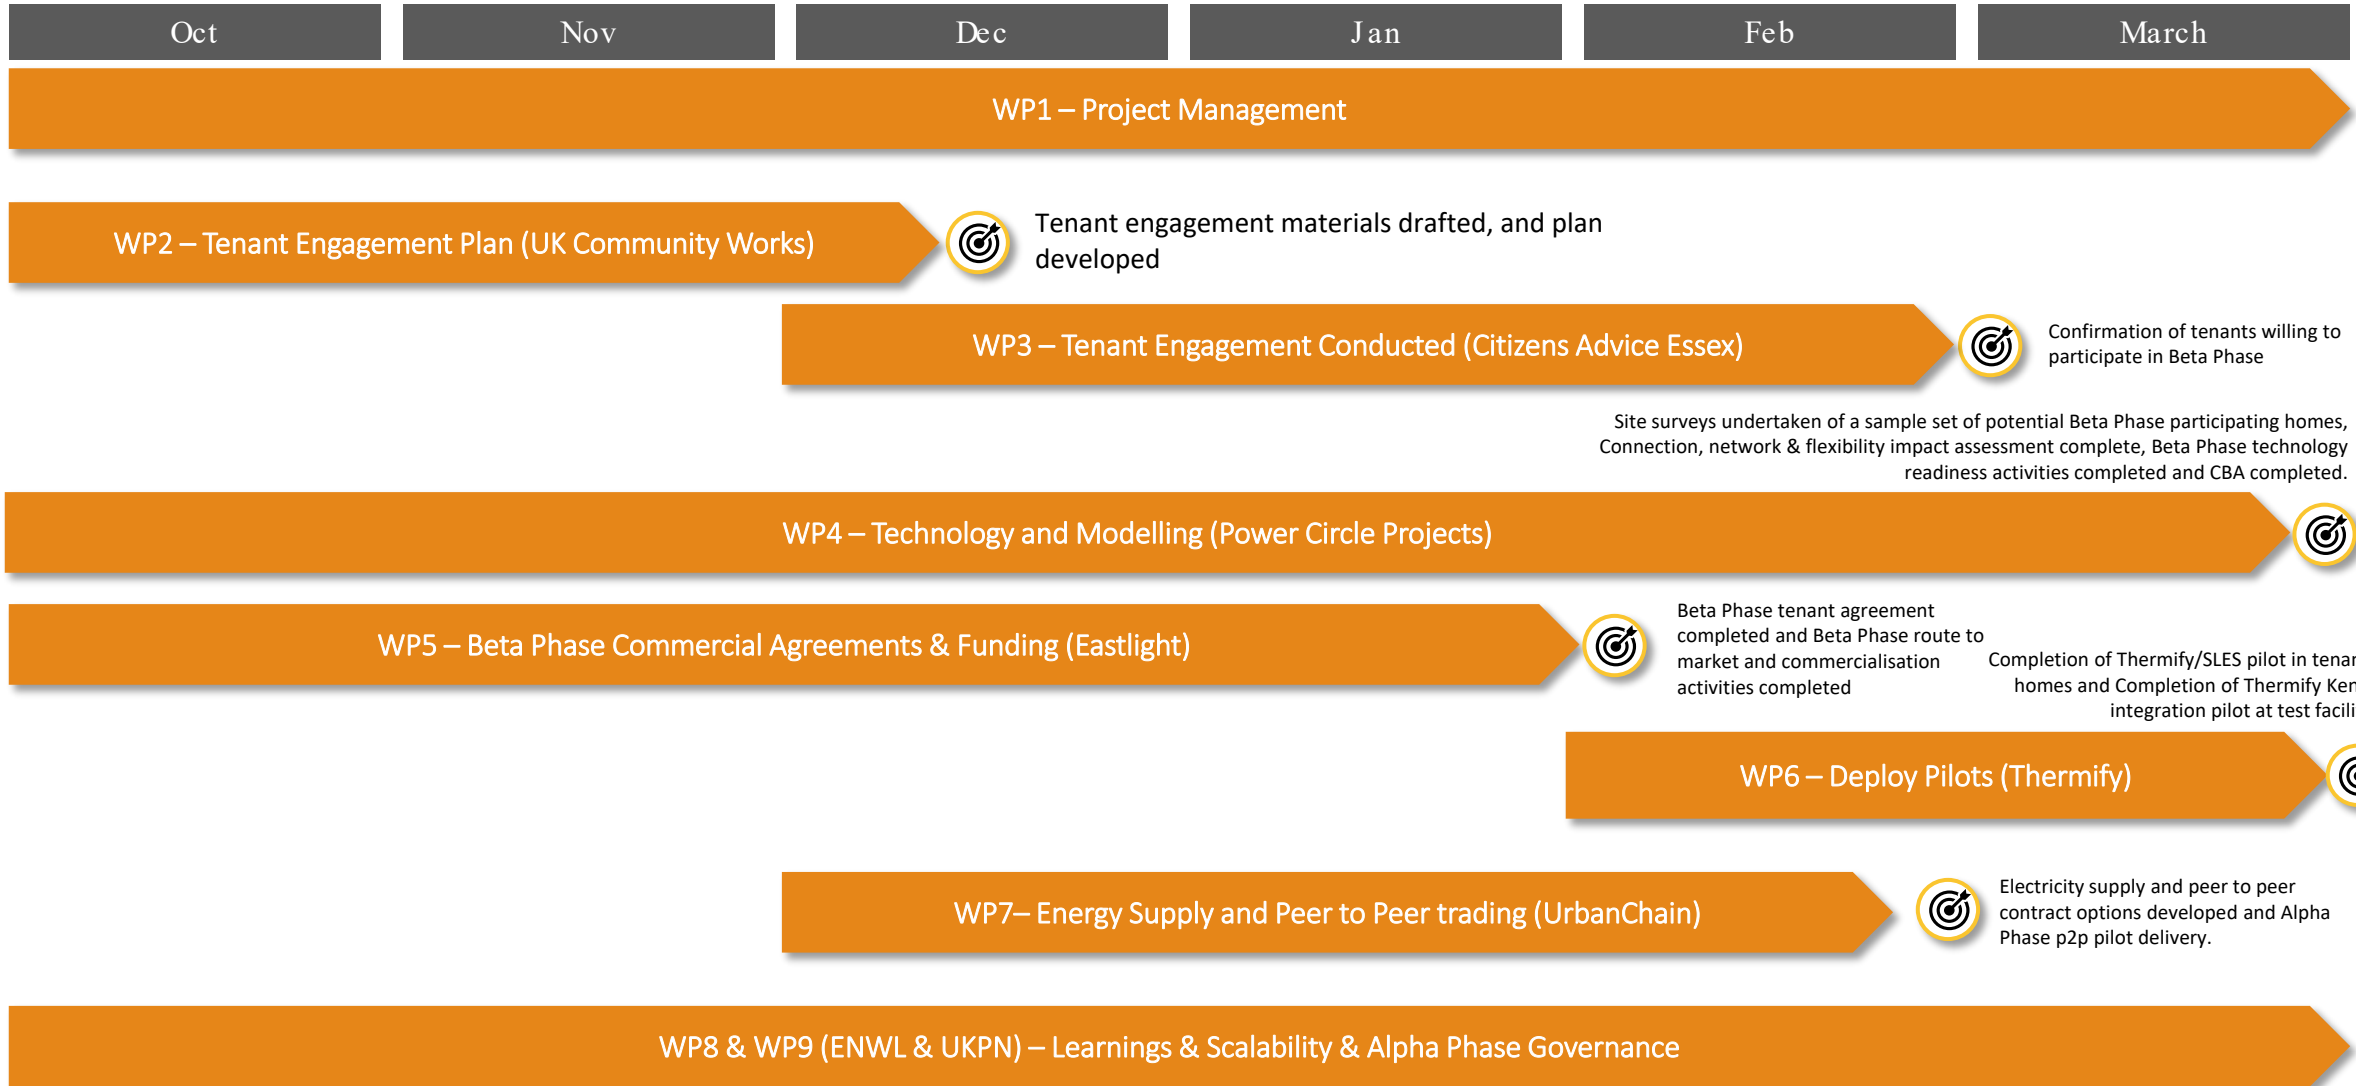 Oct
Nov
Dec
Jan
Feb
March
WP1 – Project Management
WP2 – Tenant Engagement Plan (UK Community Works)
Tenant engagement materials drafted, and plan
developed
WP3 – Tenant Engagement Conducted (Citizens Advice Essex)
Confirmation of tenants willing to
participate in Beta Phase
Site surveys undertaken of a sample set of potential Beta Phase participating homes,
Connection, network & flexibility impact assessment complete, Beta Phase technology
readiness activities completed and CBA completed.
WP4 – Technology and Modelling (Power Circle Projects)
WP5 – Beta Phase Commercial Agreements & Funding (Eastlight)
Beta Phase tenant agreement
completed and Beta Phase route to
market and commercialisation
activities completed
Completion of Thermify/SLES pilot in
homes and Completion of Thermify
integration pilot at test
WP6 – Deploy Pilots (Thermify)
WP7– Energy Supply and Peer to Peer trading (UrbanChain)
Electricity supply and peer to peer
contract options developed and Alpha
Phase p2p pilot delivery.
WP8 & WP9 (ENWL & UKPN) – Learnings & Scalability & Alpha Phase Governance